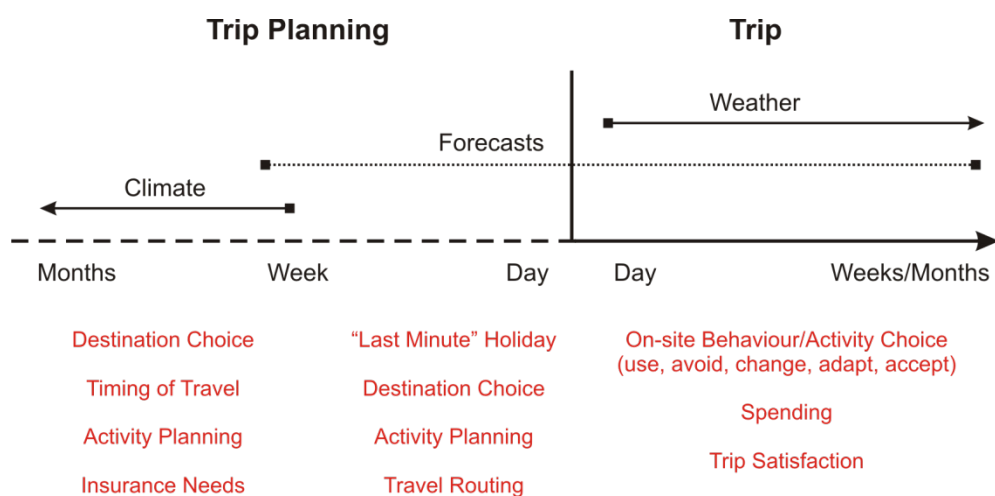 Trip Planning
Trip
Weather
Forecasts
Climate
Months
Week
Day
Day
Weeks/Months
Destination Choice
Timing of Travel
Activity Planning
Insurance Needs
“Last Minute” Holiday
Destination Choice
Activity Planning
Travel Routing
On-site Behaviour/Activity Choice
(use, avoid, change, adapt, accept)
Spending
Trip Satisfaction